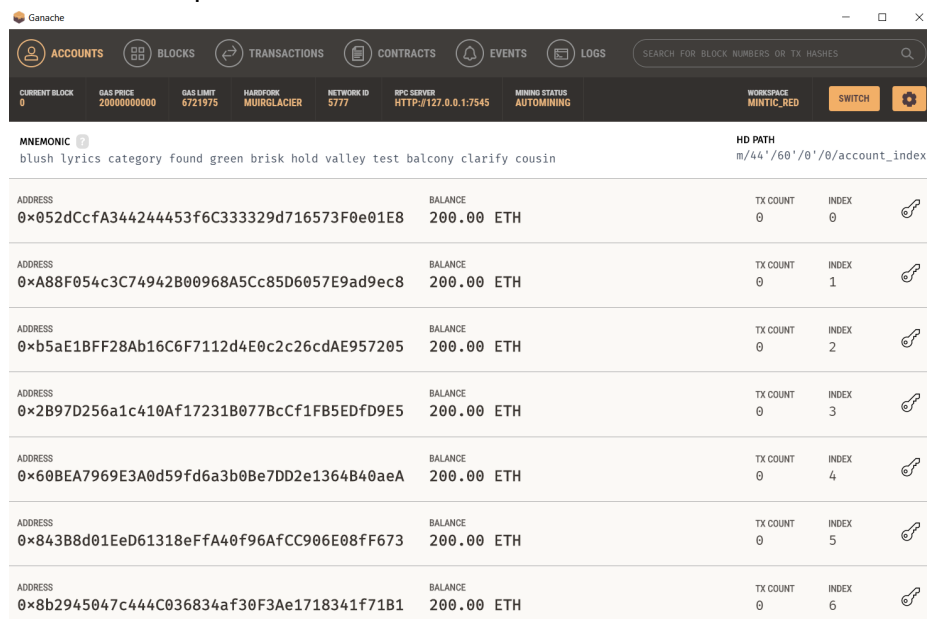 Ganache
ACCOUNTS BLOCKS TRANSACTIONS CONTRACTS EVENTS LOGS SEARCH FOR BLOCK NUMBERS OR TX HASHES
CURRENT BLOCK GAS PRICE GAS LIMIT HARDFORK NETWORK ID RPC SERVER MINING STATUS WORKSPACE
0 20000000000 6721975 MUIRGLACIER 5777 HTTP://127.0.0.1:7545 AUTOMINING MINTIC_RED SWITCH
MNEMONIC ? HD PATH
blush lyrics category found green brisk hold valley test balcony clarify cousin m/44'/60'/0'/0/account_index
ADDRESS BALANCE TX COUNT INDEX
0×052dCcfA344244453f6C333329d716573F0e01E8 200.00 ETH 0 0
ADDRESS BALANCE TX COUNT INDEX
0×A88F054c3C74942B00968A5Cc85D6057E9ad9ec8 200.00 ETH 0 1
ADDRESS BALANCE TX COUNT INDEX
0×b5aE1BFF28Ab16C6F7112d4E0c2c26cdAE957205 200.00 ETH 0 2
ADDRESS BALANCE TX COUNT INDEX
0×2B97D256a1c410Af17231B077BcCf1FB5EDfD9E5 200.00 ETH 0 3
ADDRESS BALANCE TX COUNT INDEX
0×60BEA7969E3A0d59fd6a3b0Be7DD2e1364B40aeA 200.00 ETH 0 4
ADDRESS BALANCE TX COUNT INDEX
0×843B8d01EeD61318eFfA40f96AfCC906E08fF673 200.00 ETH 0 5
ADDRESS BALANCE TX COUNT INDEX
0×8b2945047c444C036834af30F3Ae1718341f71B1 200.00 ETH 0 6